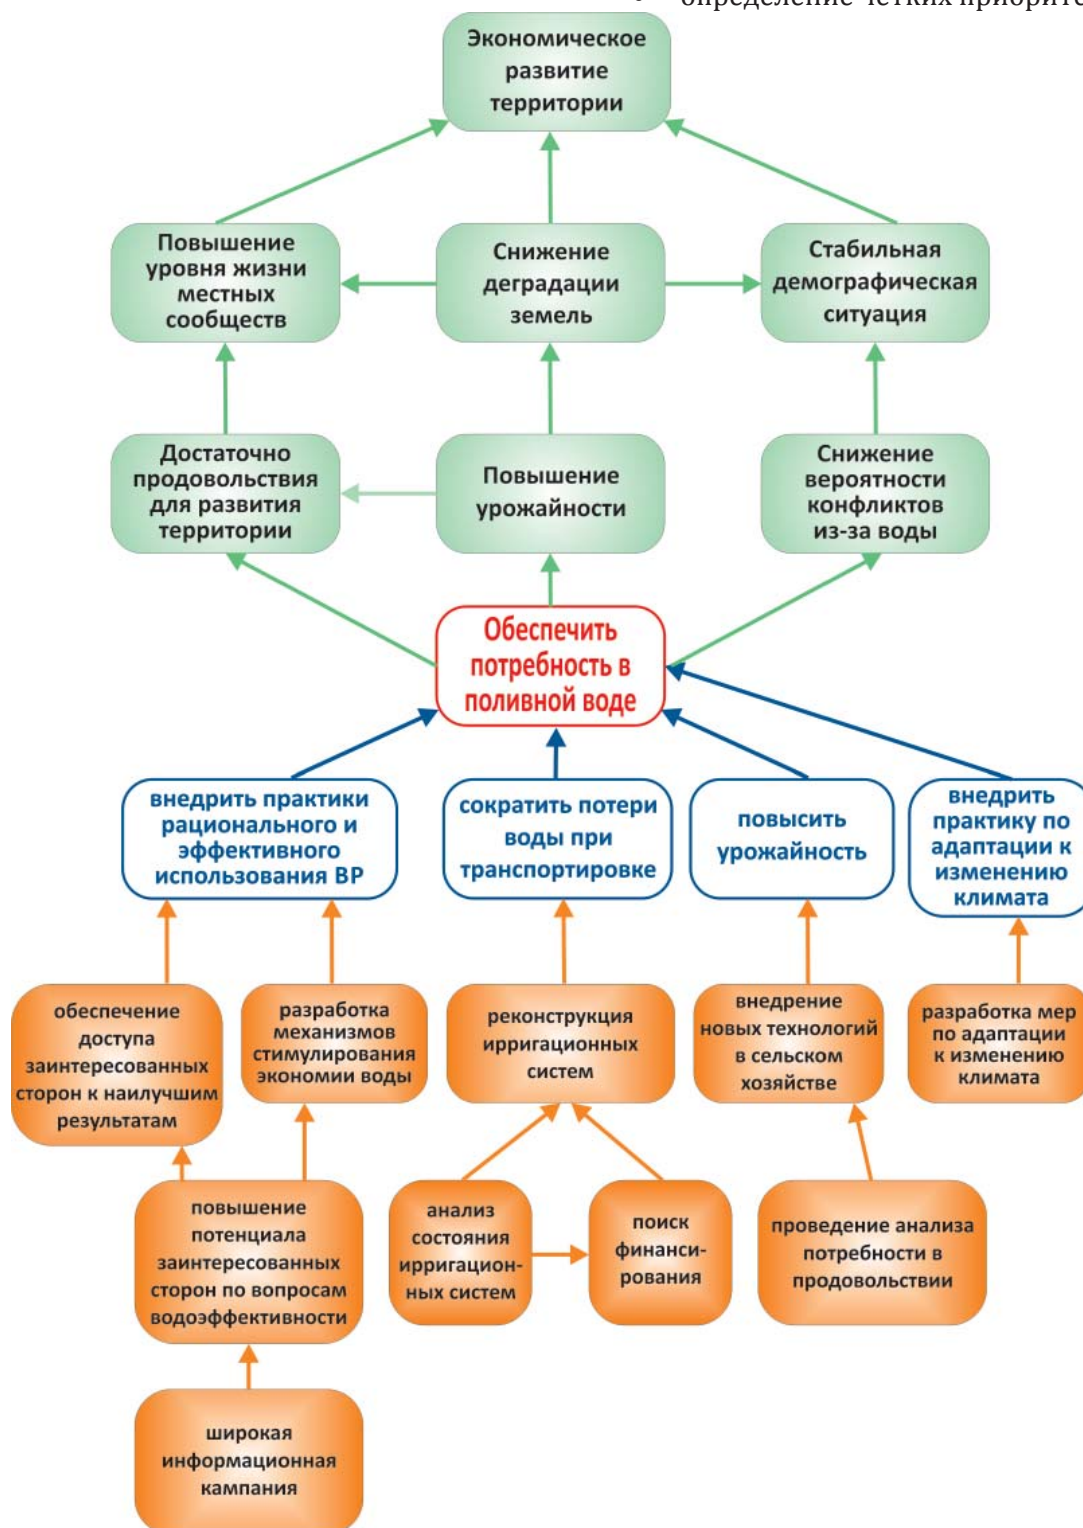 определение четких
Экономическое
развитие
территории
Повышение
уровня жизни
местных
сообществ
Снижение
деградации
земель
Стабильная
демографическая
ситуация
Достаточно
продовольствия
для развития
территории
Повышение
урожайности
Снижение
вероятности
конфликтов
из-за воды
Обеспечить
потребность в
поливной воде
внедрить практики
рационального и
эффективного
использования ВР
сократить потери
воды при
транспортировке
повысить
урожайность
внедрить
практику по
адаптации к
изменению
климата
обеспечение
доступа
заинтересованных
сторон к наилучшим
результатам
разработка
механизмов
стимулирования
экономии воды
реконструкция
ирригационных
систем
внедрение
новых технологий
в сельском
хозяйстве
разработка мер
по адаптации
к изменению
климата
повышение
потенциала
заинтересованных
сторон по вопросам
водоэффективности
анализ
состояния
ирригацион-
ных систем
поиск
финанси-
рования
проведение анализа
потребности в
продовольствии
широкая
информационная
кампания